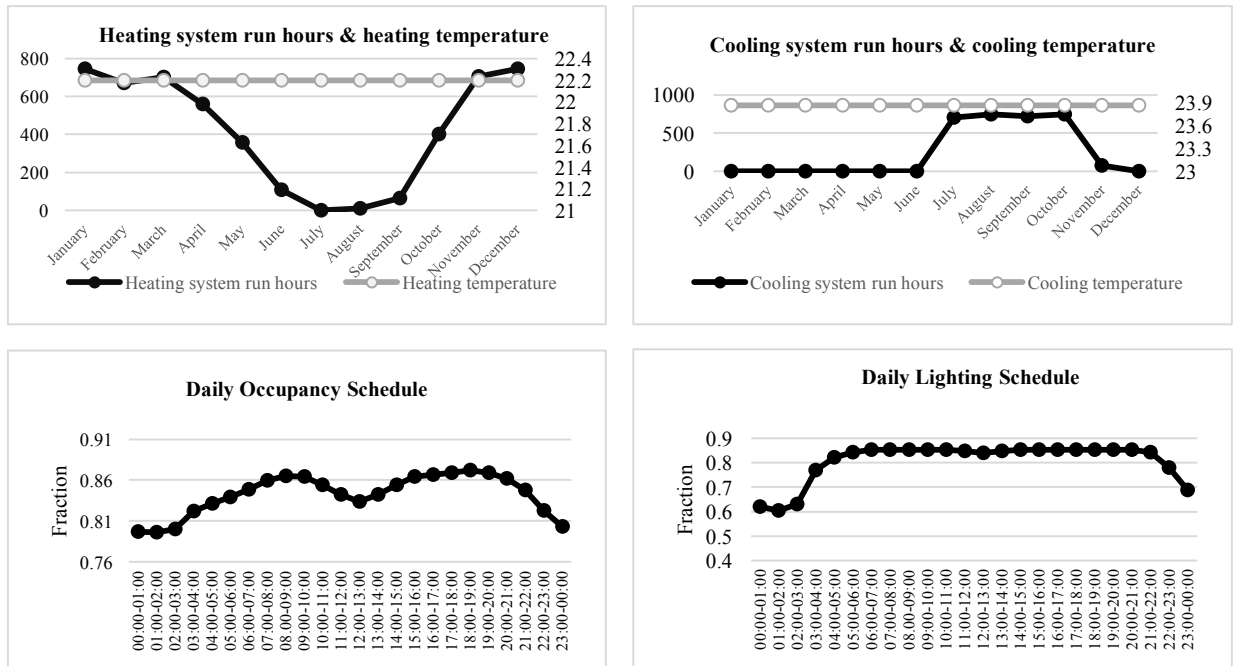 Heating system run hours & heating temperature
800
600
400
200
0
22.4
22.2
22
21.8
21.6
21.4
21.2
21
January
February
March
April
May
June
July
August
September
October
November
December
Heating system run hours
Heating temperature
Cooling system run hours & cooling temperature
1000
500
0
23.9
23.6
23.3
23
January
February
March
April
May
June
July
August
September
October
November
December
Cooling system run hours
Cooling temperature
Daily Occupancy Schedule
Fraction
0.91
0.86
0.81
0.76
00:00-01:00
01:00-02:00
02:00-03:00
03:00-04:00
04:00-05:00
05:00-06:00
06:00-07:00
07:00-08:00
08.00-09:00
09:00-10:00
10:00-11:00
11:00-12:00
12:00-13:00
13:00-14:00
14:00-15:00
15:00-16:00
16:00-17:00
17:00-18:00
18:00-19:00
19:00-20:00
20:00-21:00
21:00-22:00
22:00-23:00
23:00-00:00
Daily Lighting Schedule
Fraction
0.9
0.8
0.7
0.6
0.5
0.4
00:00-01:00
01:00-02:00
02:00-03:00
03:00-04:00
04:00-05:00
05:00-06:00
06:00-07:00
07:00-08:00
08:00-09:00
09:00-10:00
10:00-11:00
11:00-12:00
12:00-13:00
13:00-14:00
14:00-15:00
15:00-16:00
16:00-17:00
17:00-18:00
18:00-19:00
19:00-20:00
20:00-21:00
21:00-22:00
22:00-23:00
23:00-00:00